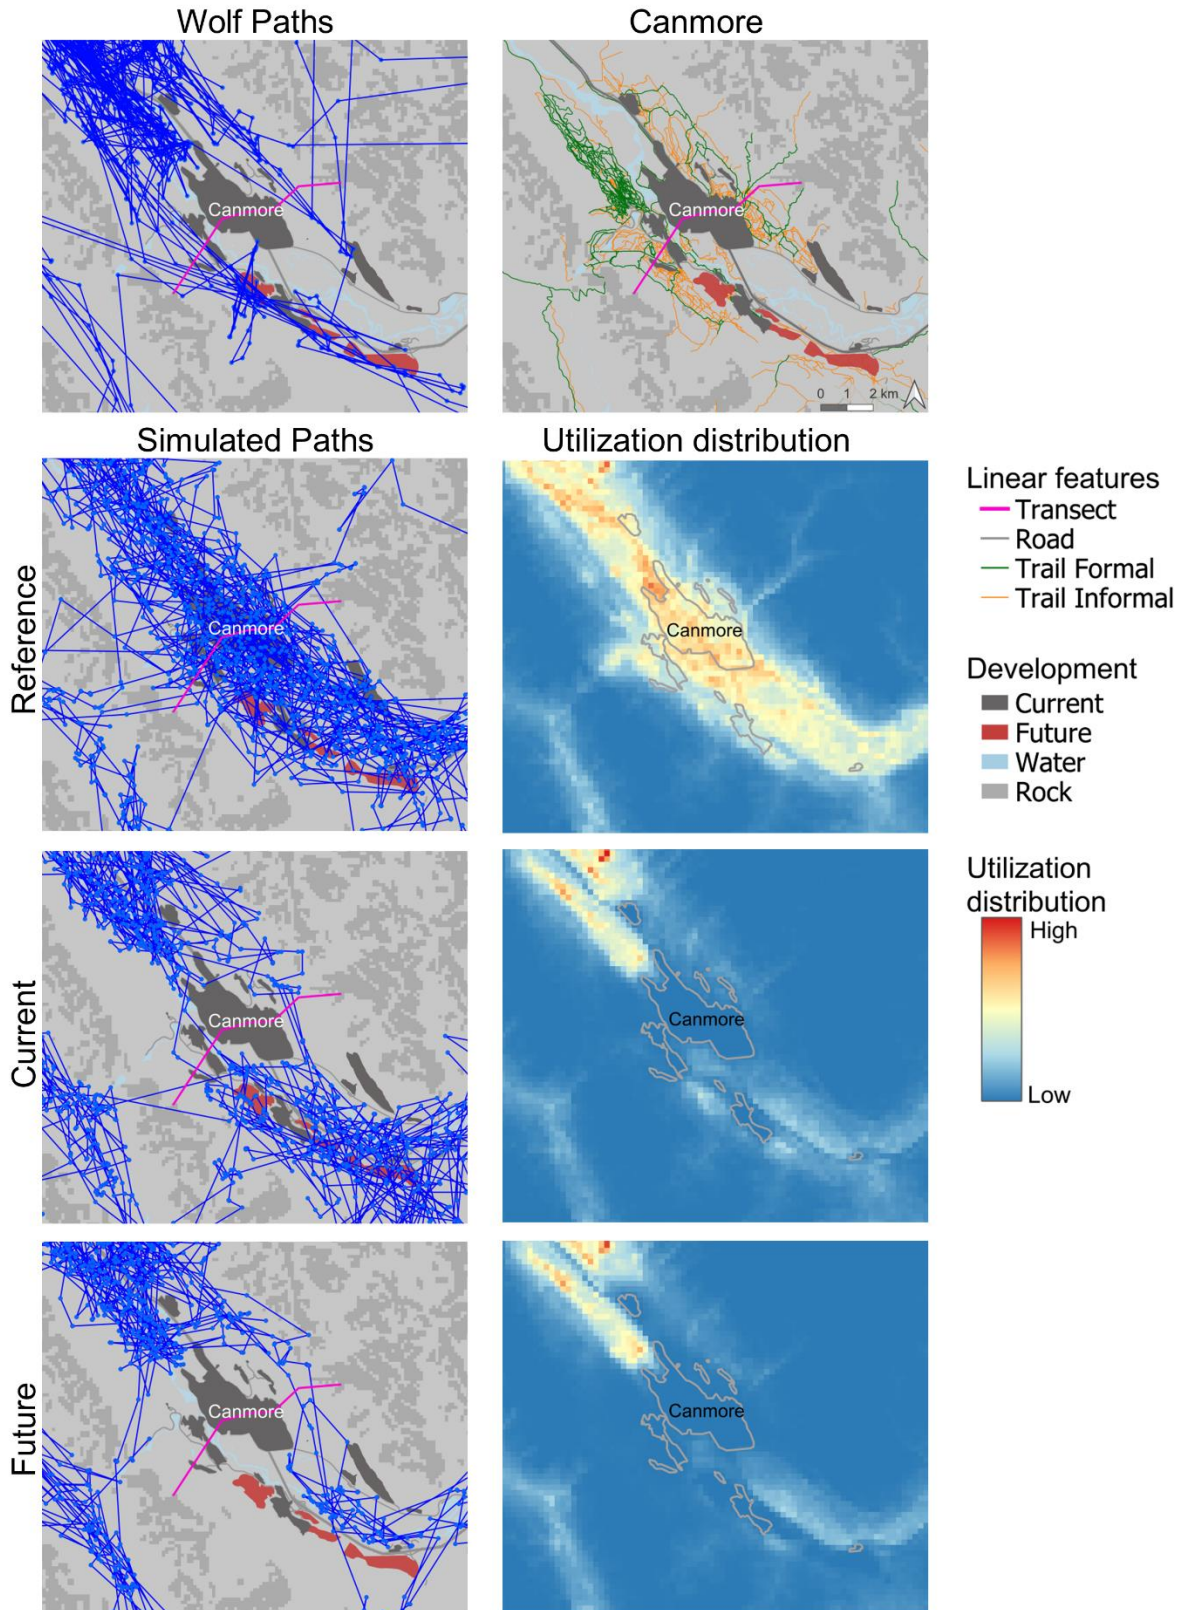 Wolf Paths
Canmore
Canmore
Canmore
0 1 2 km
Simulated Paths
Utilization distribution
Reference
Canmore
Canmore
Linear features
Transect
Road
Trail Formal
Trail Informal
Development
Current
Future
Water
Rock
Current
Canmore
Canmore
Utilization
distribution
High
Low
Future
Canmore
Canmore